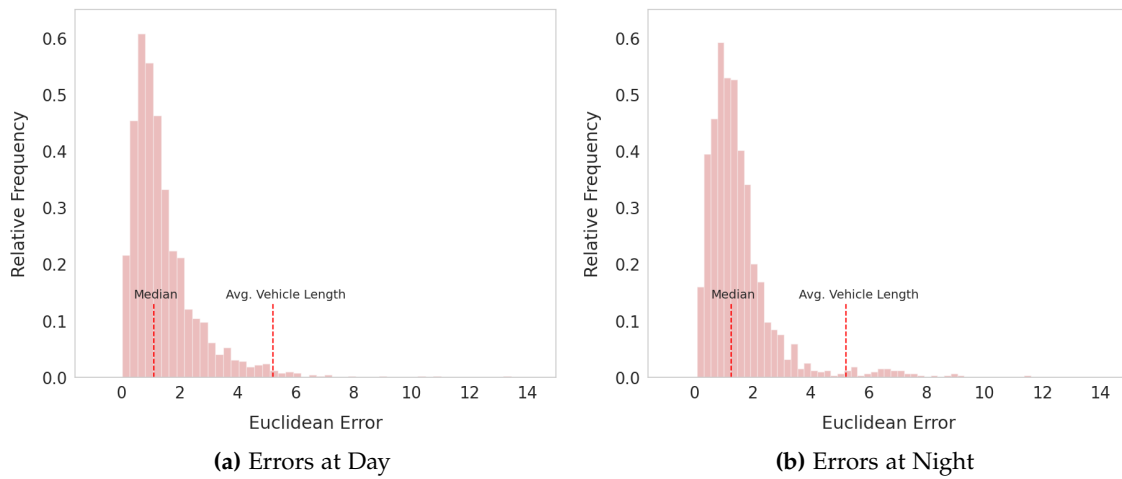 0.6
0.5
0.4
0.3
0.2
0.1
0.0
Relative Frequency
Median
Avg. Vehicle Length
0 2 4 6 8 10 12 14
Euclidean Error
(a) Errors at Day
0.6
0.5
0.4
0.3
0.2
0.1
0.0
Relative Frequency
Median
Avg. Vehicle Length
0 2 4 6 8 10 12 14
Euclidean Error
(b) Errors at Night